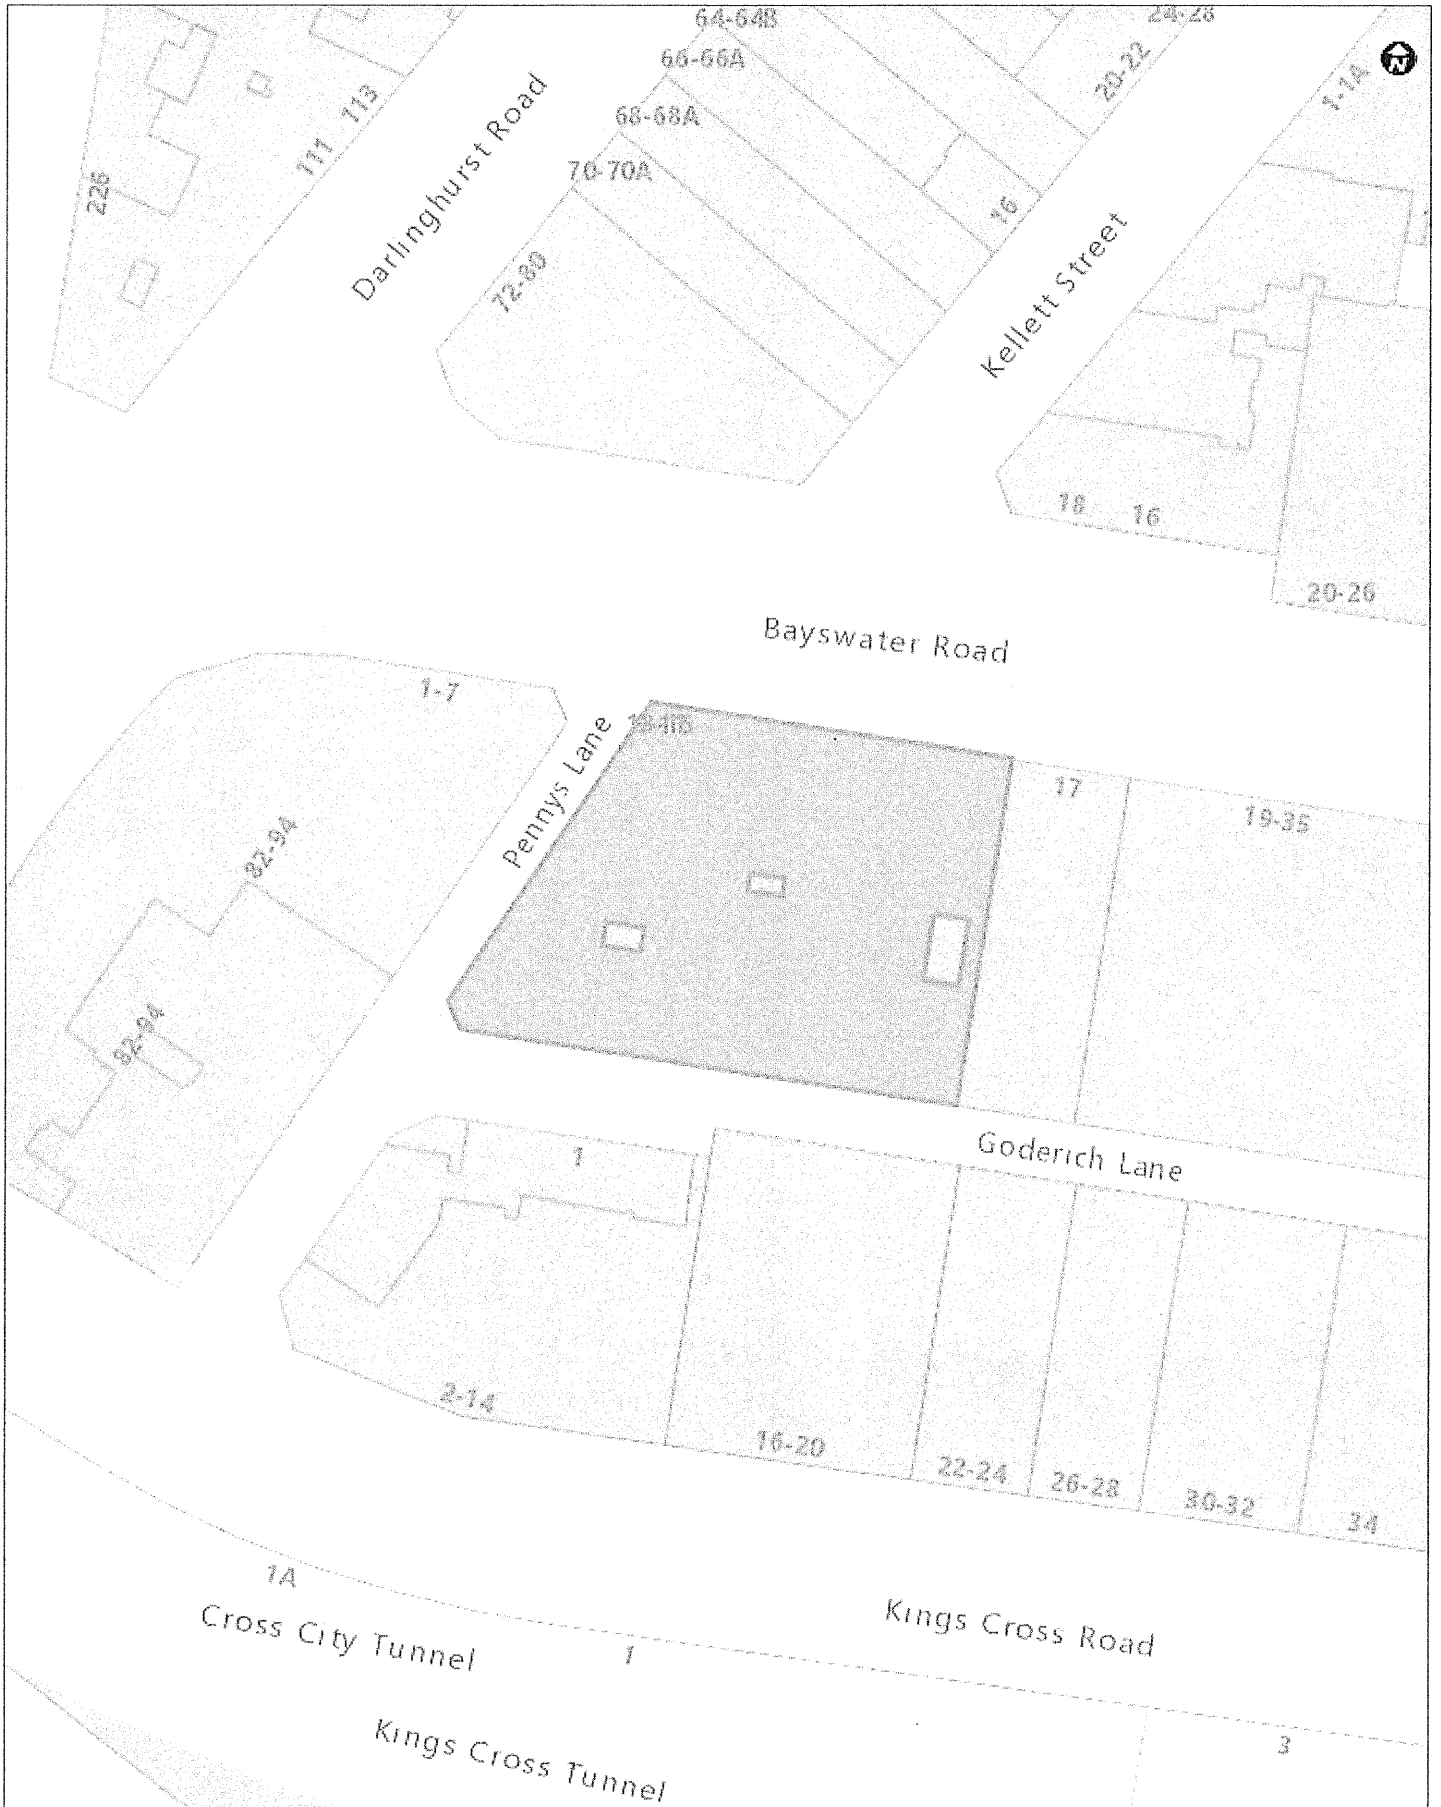 64-64B
24-28
66-66A
20-22
N
1-1A
68-68A
111 113
Darlinghurst Road
70-70A
226
16
72-80
Kellett Street
18 16
20-26
Bayswater Road
1-7
Pennys Lane
17
19-35
82-94
82-94
Goderich Lane
1
2-14
16-20
22-24
26-28
30-32
34
1A
Cross City Tunnel
1
Kings Cross Road
Kings Cross Tunnel
3